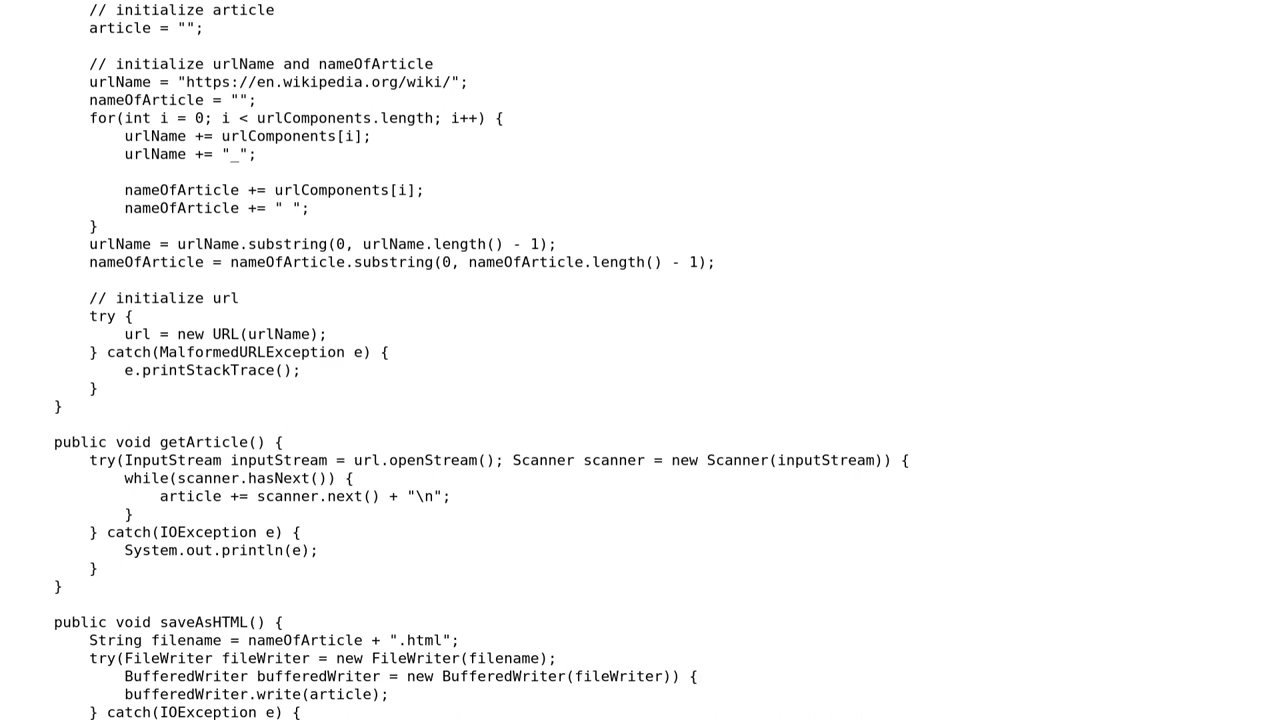 // initialize article
article = "";
// initialize urlName and nameOfArticle
urlName = "https://en.wikipedia.org/wiki/";
nameOfArticle = "";
for(int i = 0; i < urlComponents.length; i++) {
urlName += urlComponents[i];
urlName += "_";
nameOfArticle += urlComponents[i];
nameOfArticle += " ";
}
urlName = urlName.substring(0, urlName.length() - 1);
nameOfArticle = nameOfArticle.substring(0, nameOfArticle.length() - 1);
// initialize url
try {
url = new URL(urlName);
} catch(MalformedURLException e) {
e.printStackTrace();
}
}
public void getArticle() {
try(InputStream inputStream = url.openStream(); Scanner scanner = new Scanner(inputStream)) {
while(scanner.hasNext()) {
article += scanner.next() + "\n";
}
} catch(IOException e) {
System.out.println(e);
}
}
public void saveAsHTML() {
String filename = nameOfArticle + ".html";
try(FileWriter fileWriter = new FileWriter(filename);
BufferedWriter bufferedWriter = new BufferedWriter(fileWriter)) {
bufferedWriter.write(article);
} catch(IOException e) {